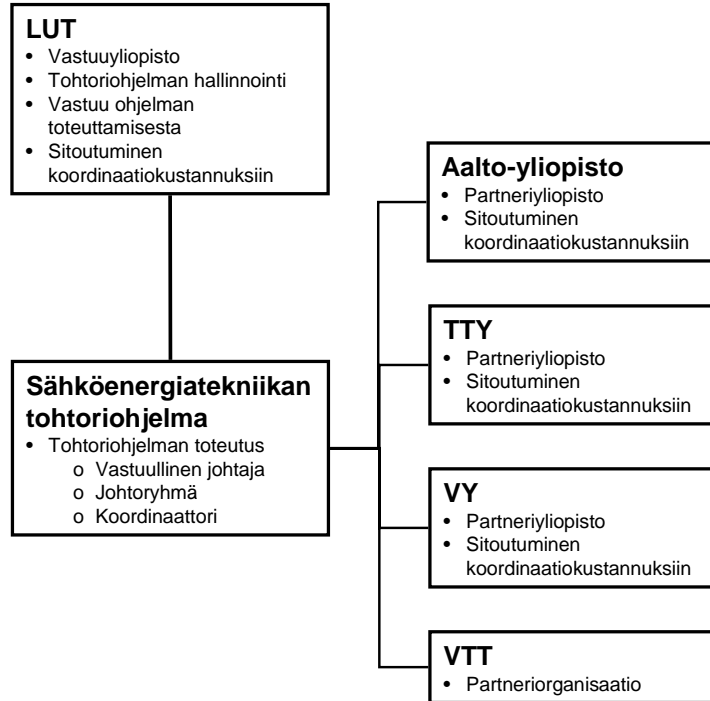 LUT
• Vastuuyliopisto
• Tohtoriohjelman hallinnointi
• Vastuu ohjelman
toteuttamisesta
• Sitoutuminen
koordinaatiokustannuksiin
Sähköenergiatekniikan
tohtoriohjelma
• Tohtoriohjelman toteutus
o Vastuullinen johtaja
o Johtoryhmä
o Koordinaattori
Aalto-yliopisto
• Partneriyliopisto
• Sitoutuminen
koordinaatiokustannuksiin
TTY
• Partneriyliopisto
• Sitoutuminen
koordinaatiokustannuksiin
VY
• Partneriyliopisto
• Sitoutuminen
koordinaatiokustannuksiin
VTT
• Partneriorganisaatio